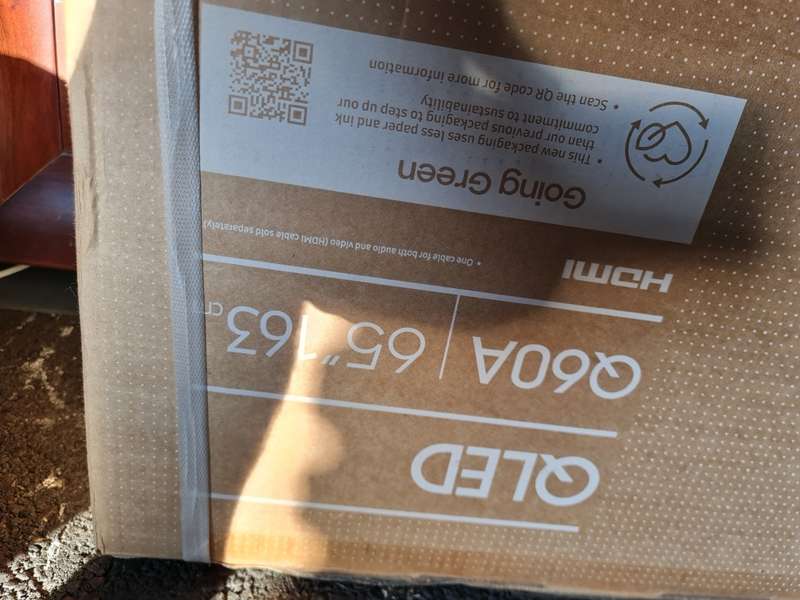 QLED
Q60A 65” 163 cm
HDMI
• One cable for both audio and video (HDMI cable sold separately)
Going Green
• This new packaging uses less paper and ink
than our previous packaging to step up our
commitment to sustainability
• Scan the QR code for more information